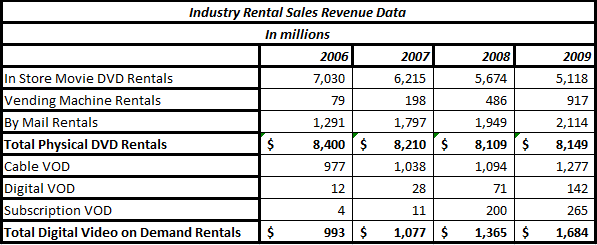 Industry Rental Sales Revenue Data
In millions
2006 2007 2008 2009
In Store Movie DVD Rentals 7,030 6,215 5,674 5,118
Vending Machine Rentals 79 198 486 917
By Mail Rentals 1,291 1,797 1,949 2,114
Total Physical DVD Rentals $ 8,400 $ 8,210 $ 8,109 $ 8,149
Cable VOD 977 1,038 1,094 1,277
Digital VOD 12 28 71 142
Subscription VOD 4 11 200 265
Total Digital Video on Demand Rentals $ 993 $ 1,077 $ 1,365 $ 1,684